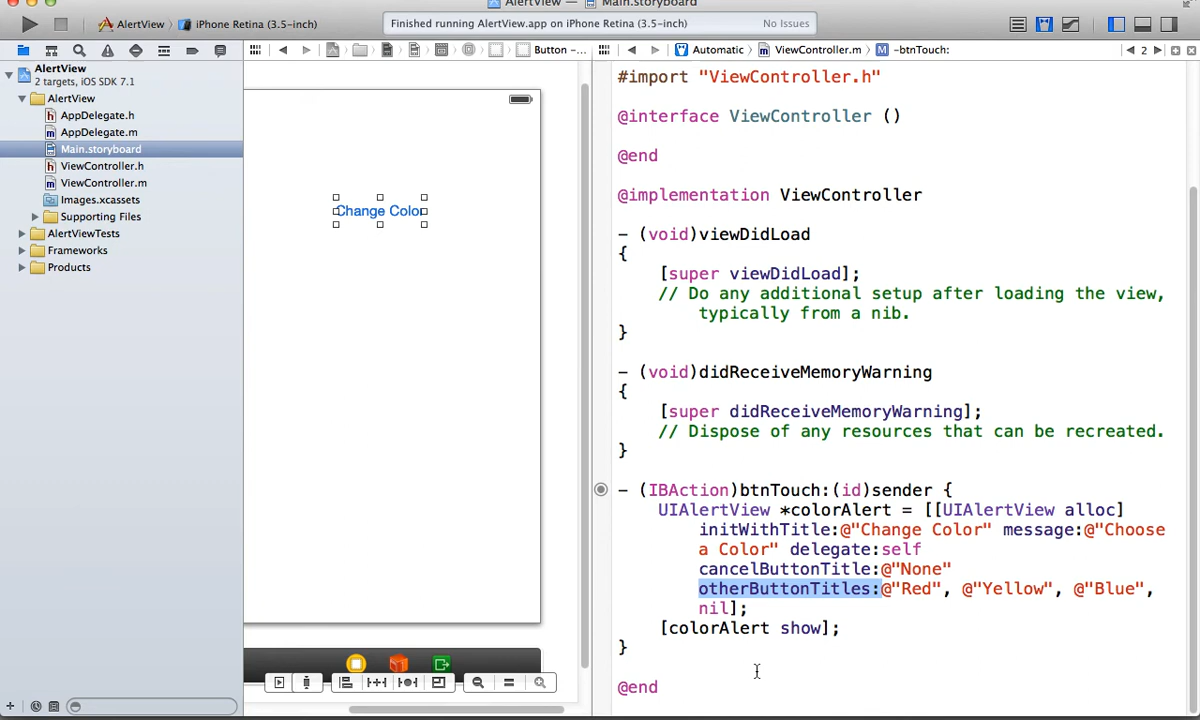 AlertView.app
Main.storyboard
AlertView
iPhone Retina (3.5-inch)
Finished running AlertView.app on iPhone Retina (3.5-inch)
No Issues
Button –...
Automatic
ViewController.m
M
-btnTouch:
2
AlertView
2 targets, iOS SDK 7.1
AlertView
h AppDelegate.h
m AppDelegate.m
Main.storyboard
h ViewController.h
m ViewController.m
Images.xcassets
Supporting Files
AlertViewTests
Frameworks
Products
Change Color
#import "ViewController.h"
@interface ViewController ()
@end
@implementation ViewController
- (void)viewDidLoad
{
[super viewDidLoad];
// Do any additional setup after loading the view,
typically from a nib.
}
- (void)didReceiveMemoryWarning
{
[super didReceiveMemoryWarning];
// Dispose of any resources that can be recreated.
}
- (IBAction)btnTouch:(id)sender {
UIAlertView *colorAlert = [[UIAlertView alloc]
initWithTitle:@"Change Color" message:@"Choose
a Color" delegate:self
cancelButtonTitle:@"None"
otherButtonTitles:@"Red", @"Yellow", @"Blue",
nil];
[colorAlert show];
}
@end